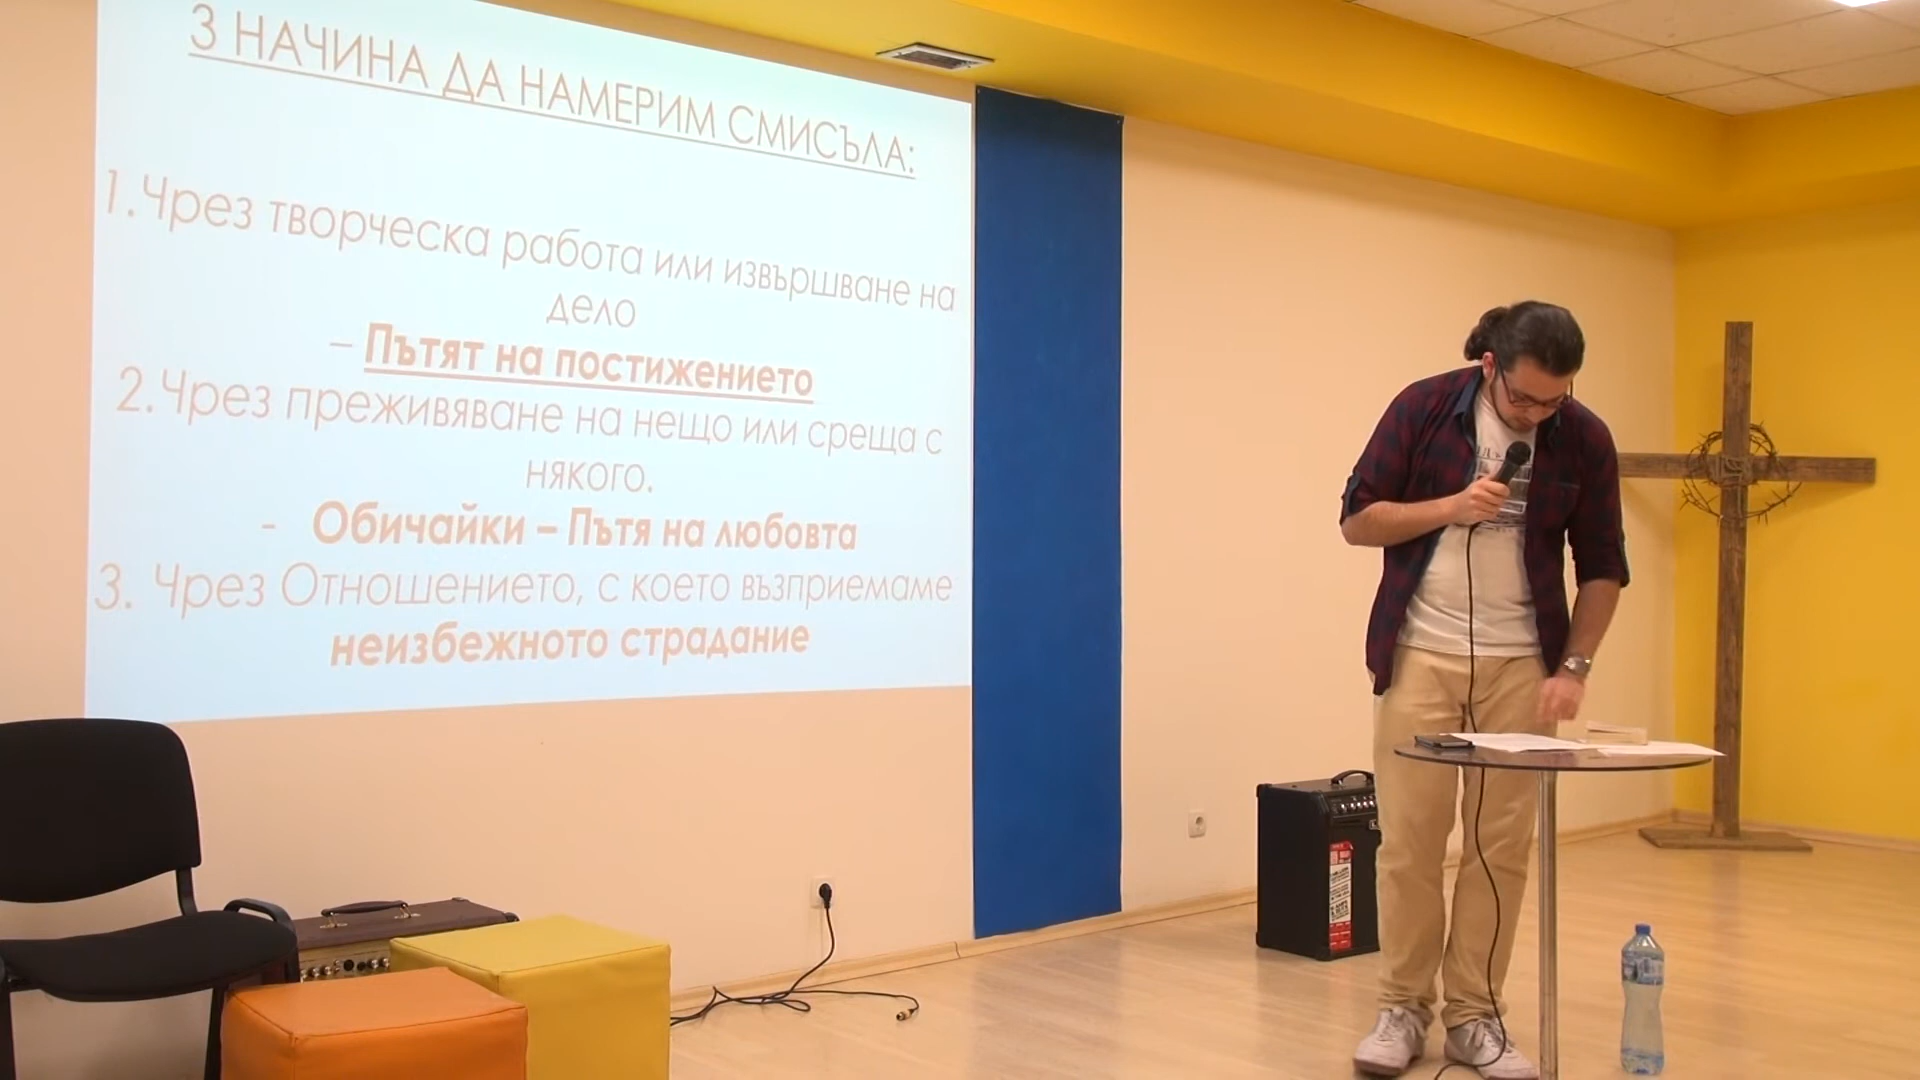 3 НАЧИНА ДА НАМЕРИМ СМИСЪЛА:
1.Чрез творческа работа или извършване на
дело
– Пътят на постижението
2.Чрез преживяване на нещо или среща с
някого.
- Обичайки – Пътя на любовта
3. Чрез Отношението, с което възприемаме
неизбежното страдание